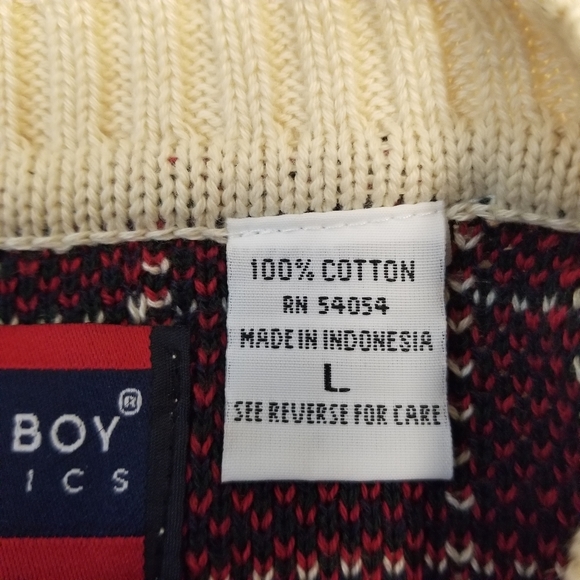 100% COTTON
RN 54054
MADE IN INDONESIA
L
SEE REVERSE FOR CARE
BOY®
ICS